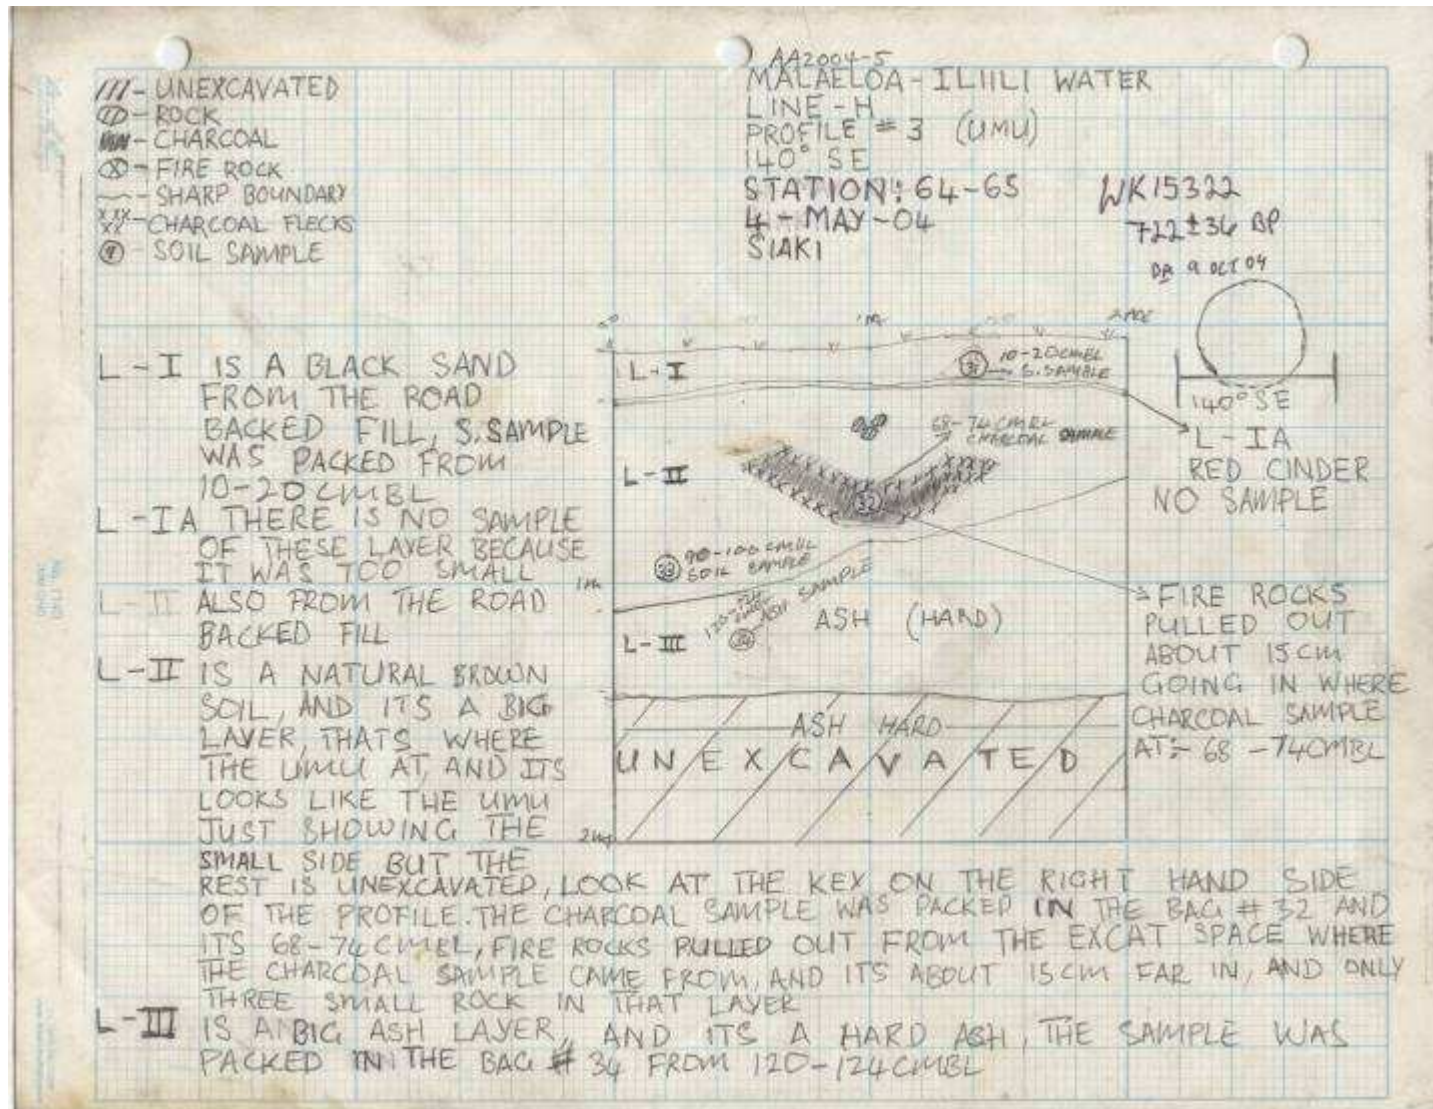 /// - UNEXCAVATED
- ROCK
- CHARCOAL
- FIRE ROCK
- SHARP BOUNDARY
- CHARCOAL FLECKS
- SOIL SAMPLE
AA2004-5
MALAELOA - ILIILI WATER
LINE - H
PROFILE # 3 (UMU)
140° SE
STATION: 64-65
4 - MAY - 04
SIAKI
WK15322
722 ± 36 BP
DA 9 OCT 04
140° SE
1m
L - I
31 10-20CMBL
S. SAMPLE
68-74 CMBL
CHARCOAL SAMPLE
L - II
32
33 90-100 CMBL
SOIL SAMPLE
1m
ASH SAMPLE
34
L - III
ASH (HARD)
ASH HARD
UNEXCAVATED
L - IA
RED CINDER
NO SAMPLE
FIRE ROCKS
PULLED OUT
ABOUT 15 CM
GOING IN WHERE
CHARCOAL SAMPLE
AT:- 68 - 74CMBL
L - I IS A BLACK SAND
FROM THE ROAD
BACKED FILL, S.SAMPLE
WAS PACKED FROM
10-20 CMBL
L - IA THERE IS NO SAMPLE
OF THESE LAYER BECAUSE
IT WAS TOO SMALL
L - II ALSO FROM THE ROAD
BACKED FILL
L - II IS A NATURAL BROWN
SOIL, AND ITS A BIG
LAYER, THATS WHERE
THE UMU AT, AND ITS
LOOKS LIKE THE UMU
JUST SHOWING THE
SMALL SIDE BUT THE
REST IS UNEXCAVATED, LOOK AT THE KEX ON THE RIGHT HAND SIDE
OF THE PROFILE. THE CHARCOAL SAMPLE WAS PACKED IN THE BAG # 32 AND
ITS 68-74 CMBL, FIRE ROCKS PULLED OUT FROM THE EXCAT SPACE WHERE
THE CHARCOAL SAMPLE CAME FROM, AND ITS ABOUT 15 CM FAR IN, AND ONLY
THREE SMALL ROCK IN THAT LAYER
L - III IS A BIG ASH LAYER, AND ITS A HARD ASH, THE SAMPLE WAS
PACKED IN THE BAG # 34 FROM 120-124 CMBL